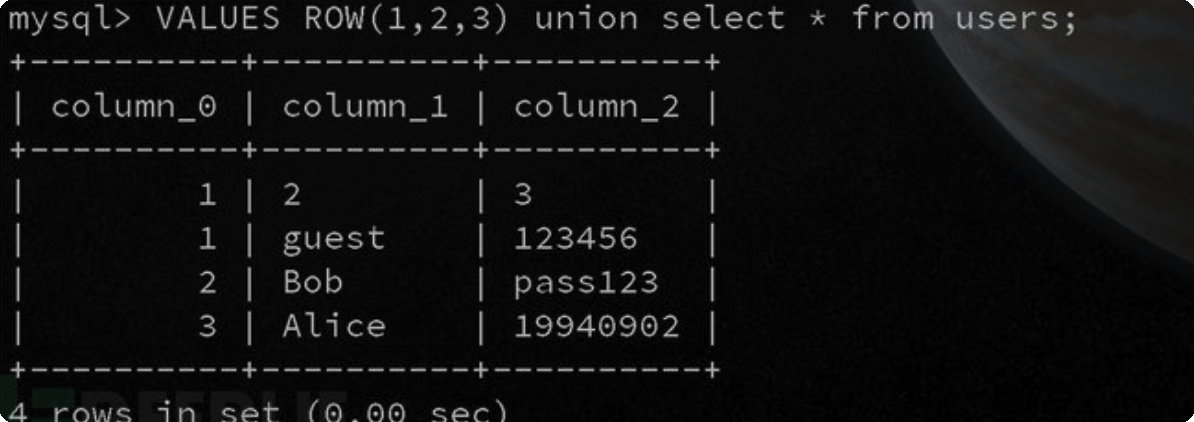 mysql> VALUES ROW(1,2,3) union select * from users;
+----------+----------+----------+
| column_0 | column_1 | column_2 |
+----------+----------+----------+
|        1 | 2        | 3        |
|        1 | guest    | 123456   |
|        2 | Bob      | pass123  |
|        3 | Alice    | 19940902 |
+----------+----------+----------+
4 rows in set (0.00 sec)